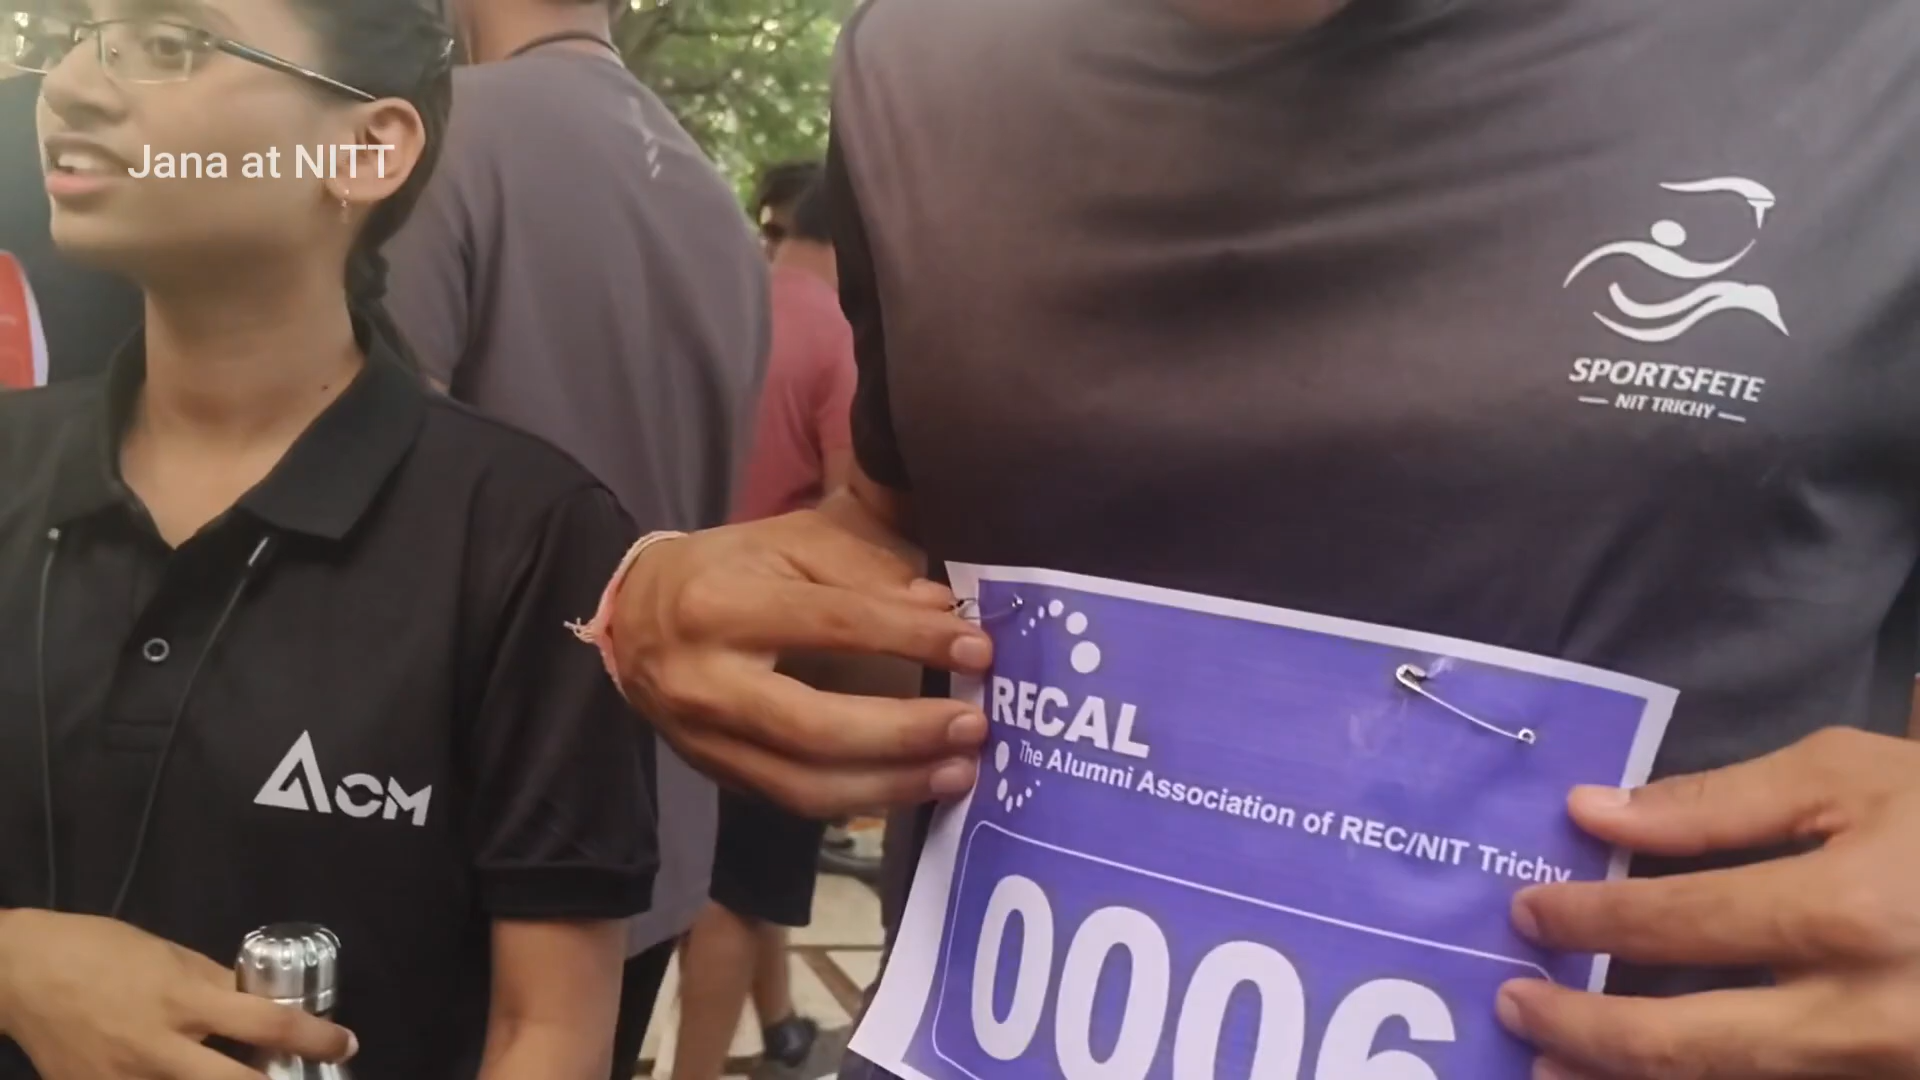 Jana at NITT
SPORTSFETE
NIT TRICHY
ACM
RECAL
The Alumni Association of REC/NIT Trichy
0006